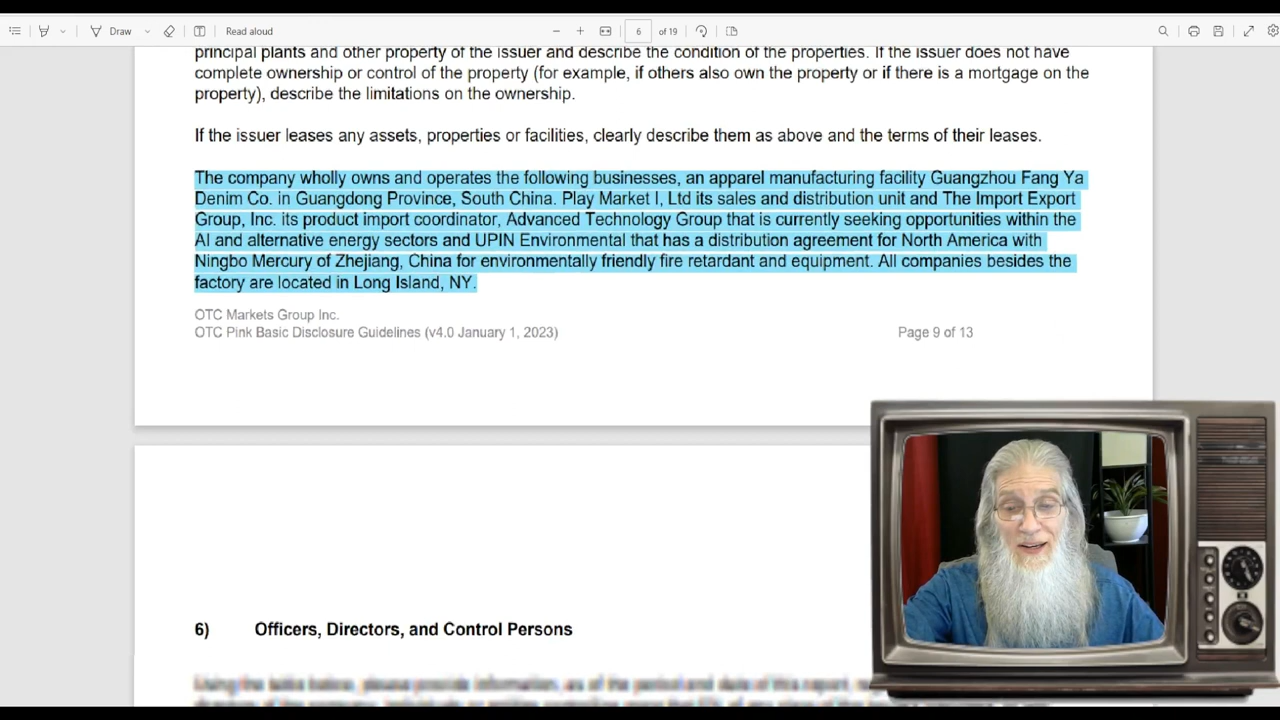 Draw
Read aloud
6
of 19
principal plants and other property of the issuer and describe the condition of the properties. If the issuer does not have
complete ownership or control of the property (for example, if others also own the property or if there is a mortgage on the
property), describe the limitations on the ownership.
If the issuer leases any assets, properties or facilities, clearly describe them as above and the terms of their leases.
The company wholly owns and operates the following businesses, an apparel manufacturing facility Guangzhou Fang Ya
Denim Co. in Guangdong Province, South China. Play Market I, Ltd its sales and distribution unit and The Import Export
Group, Inc. its product import coordinator, Advanced Technology Group that is currently seeking opportunities within the
AI and alternative energy sectors and UPIN Environmental that has a distribution agreement for North America with
Ningbo Mercury of Zhejiang, China for environmentally friendly fire retardant and equipment. All companies besides the
factory are located in Long Island, NY.
OTC Markets Group Inc.
OTC Pink Basic Disclosure Guidelines (v4.0 January 1, 2023)
Page 9 of 13
6) Officers, Directors, and Control Persons